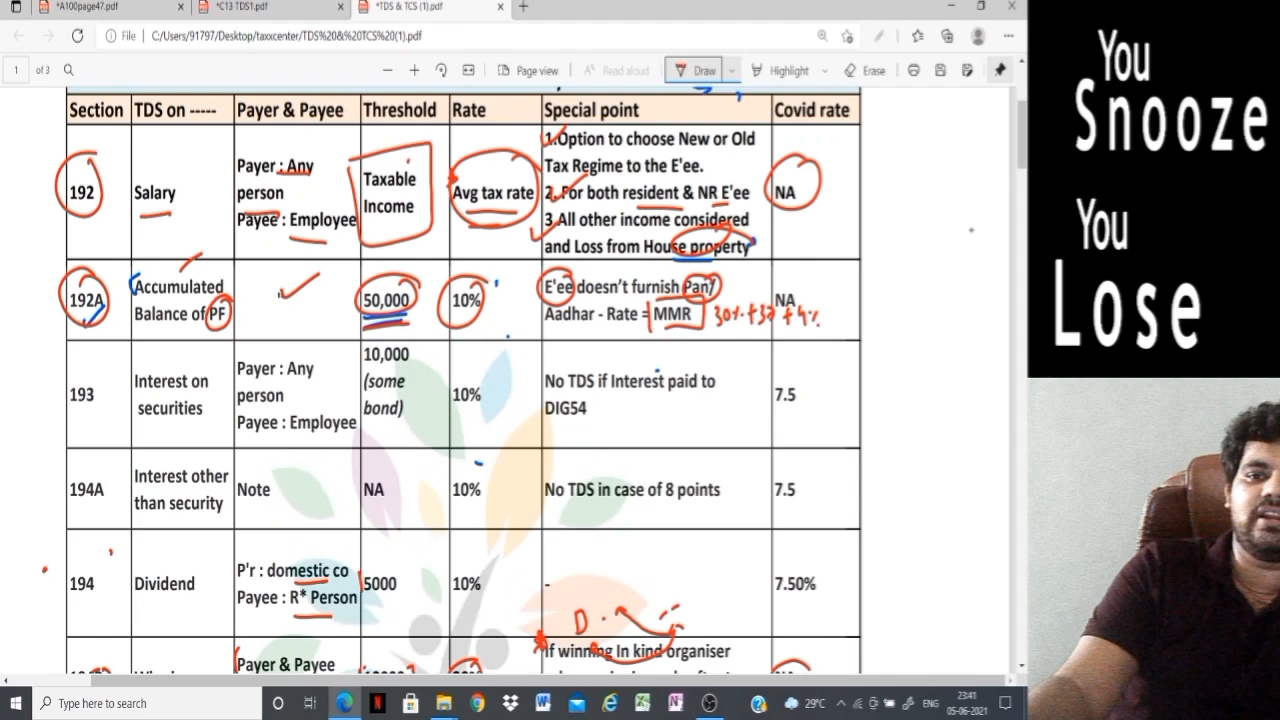 *A100page47.pdf
*C13 TDS1.pdf
*TDS & TCS (1).pdf
File
C:/Users/91797/Desktop/taxxcenter/TDS%20&%20TCS%20(1).pdf
1 of 3
Page view
Read aloud
Draw
Highlight
Erase
Section TDS on ----- Payer & Payee Threshold Rate Special point Covid rate
192
Salary
Payer : Any
person
Payee : Employee
Taxable
Income
Avg tax rate
1.Option to choose New or Old
Tax Regime to the E'ee.
2. For both resident & NR E'ee
3.All other income considered
and Loss from House property
NA
192A
Accumulated
Balance of PF
"
50,000
10%
E'ee doesn't furnish Pan/
Aadhar - Rate = MMR
30%+37+4%
NA
193
Interest on
securities
Payer : Any
person
Payee : Employee
10,000
(some
bond)
10%
No TDS if Interest paid to
DIG54
7.5
194A
Interest other
than security
Note
NA
10%
No TDS in case of 8 points
7.5
194
Dividend
P'r : domestic co
Payee : R* Person
5000
10%
-
7.50%
D.
Payer & Payee
If winning In kind organiser
You
Snooze
You
Lose
Type here to search
29°C
ENG
23:41
05-06-2021